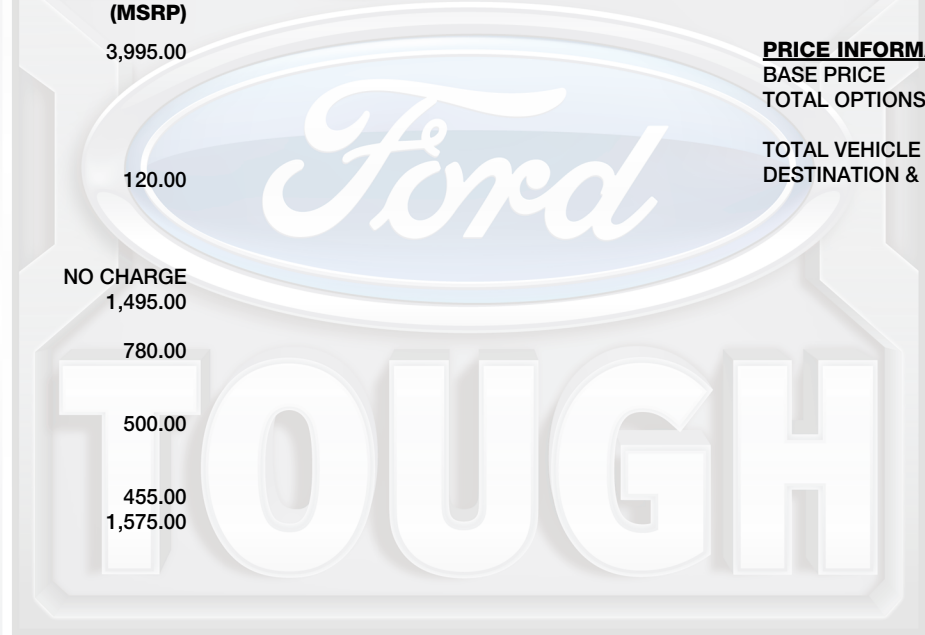 (MSRP)
3,995.00
120.00
NO CHARGE
1,495.00
780.00
500.00
455.00
1,575.00
PRICE INFORM
BASE PRICE
TOTAL OPTIONS
TOTAL VEHICLE
DESTINATION &
Ford
TOUGH